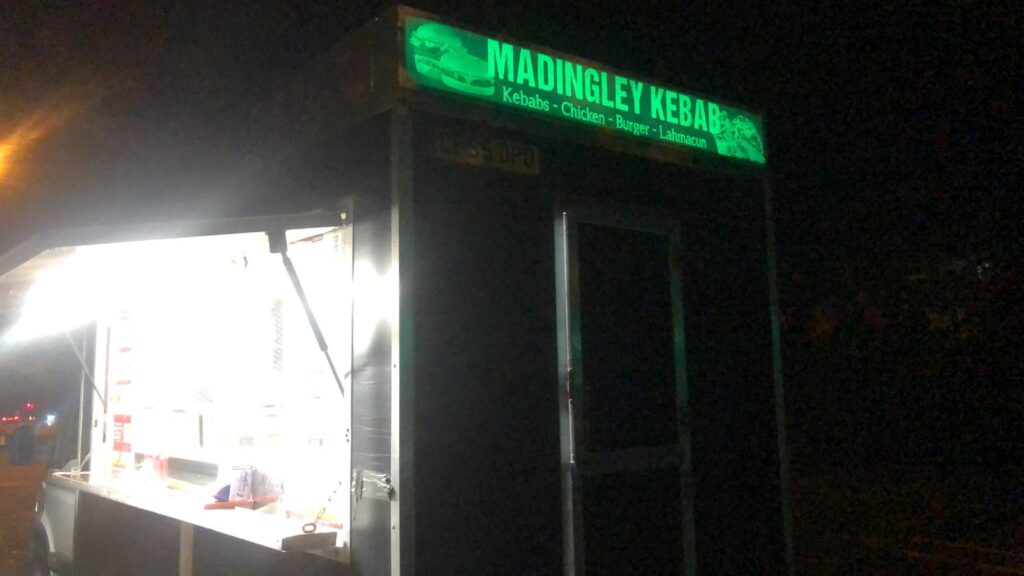 MADINGLEY KEBAB
Kebabs - Chicken - Burger - Lahmacun